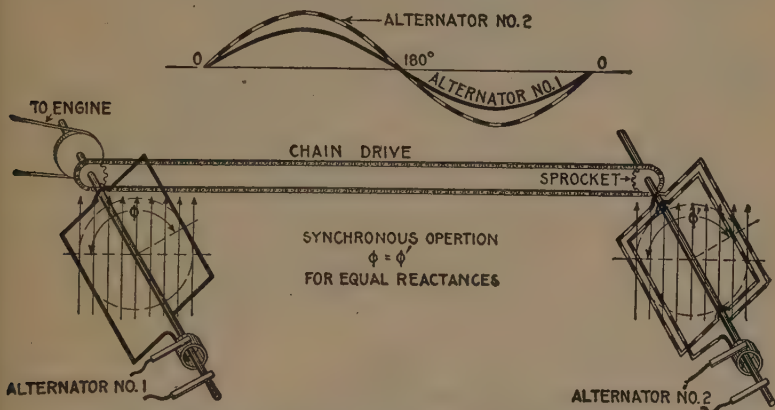 ALTERNATOR NO. 2
0
180°
0
ALTERNATOR NO. 1
TO ENGINE
CHAIN DRIVE
SPROCKET
ϕ
ϕ′
SYNCHRONOUS OPERTION
ϕ = ϕ′
FOR EQUAL REACTANCES
ALTERNATOR NO. 1
ALTERNATOR NO. 2